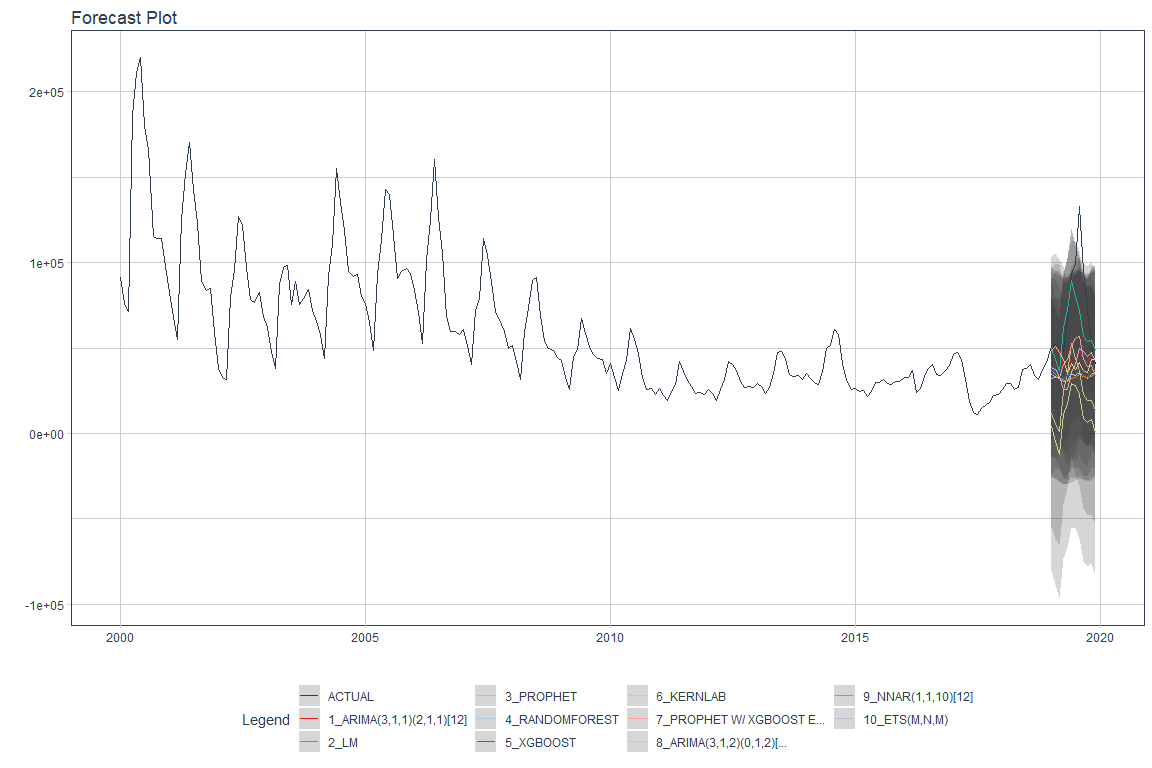 Forecast Plot
2e+05
1e+05
0e+00
-1e+05
2000 2005 2010 2015 2020
ACTUAL 3_PROPHET 6_KERNLAB 9_NNAR(1,1,10)[12]
Legend 1_ARIMA(3,1,1)(2,1,1)[12] 4_RANDOMFOREST 7_PROPHET W/ XGBOOST E... 10_ETS(M,N,M)
2_LM 5_XGBOOST 8_ARIMA(3,1,2)(0,1,2)[...